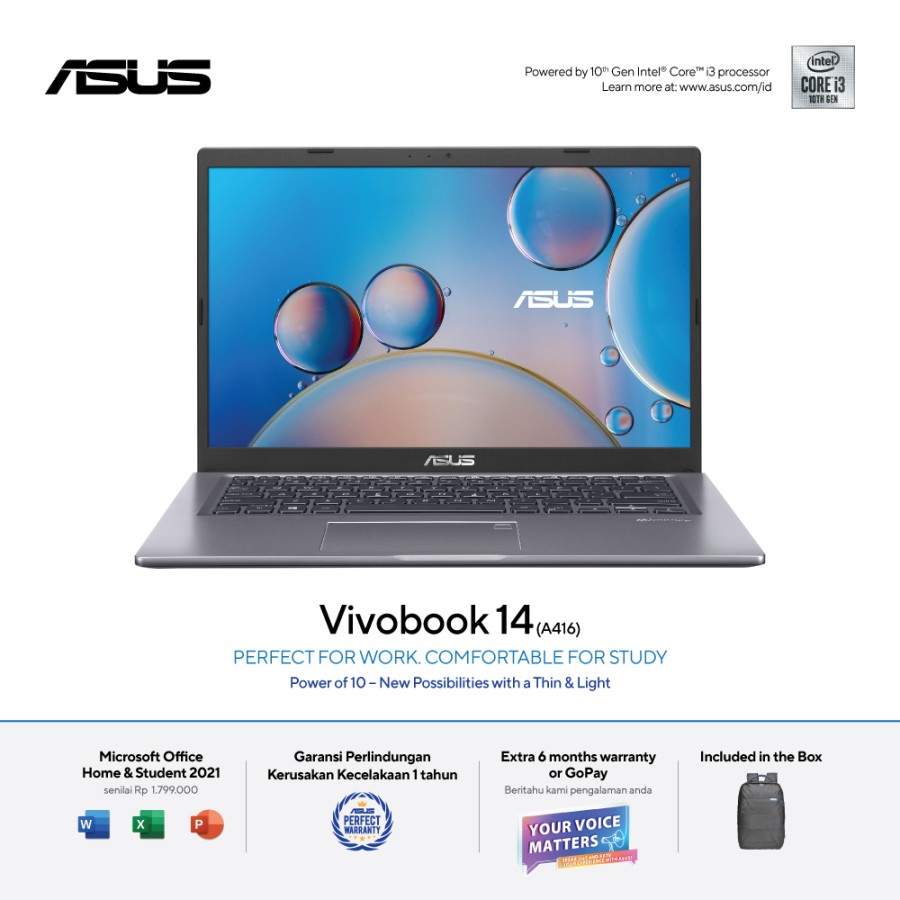 ASUS
Powered by 10th Gen Intel® Core™ i3 processor
Learn more at: www.asus.com/id
intel
CORE i3
10TH GEN
ASUS
ASUS
Vivobook 14 (A416)
PERFECT FOR WORK. COMFORTABLE FOR STUDY
Power of 10 – New Possibilities with a Thin & Light
Microsoft Office
Home & Student 2021
senilai Rp 1.799.000
W
X
P
Garansi Perlindungan
Kerusakan Kecelakaan 1 tahun
ASUS
PERFECT
WARRANTY
Extra 6 months warranty
or GoPay
Beritahu kami pengalaman anda
YOUR VOICE
MATTERS
Included in the Box